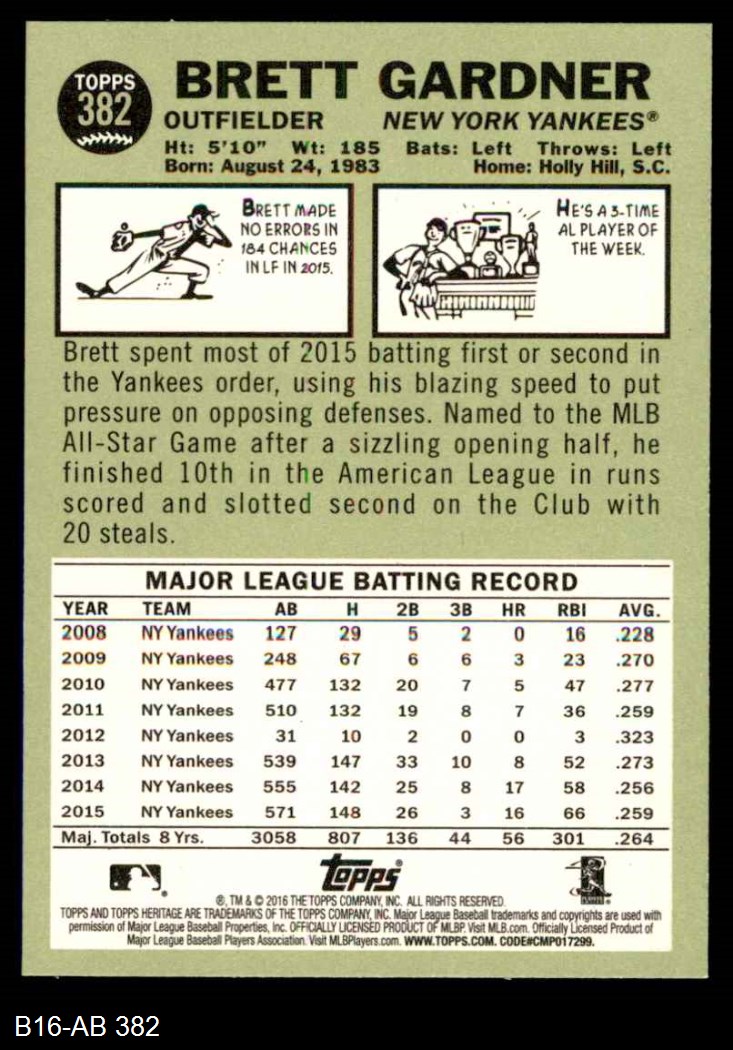 TOPPS
382
BRETT GARDNER
OUTFIELDER NEW YORK YANKEES®
Ht: 5'10" Wt: 185 Bats: Left Throws: Left
Born: August 24, 1983 Home: Holly Hill, S.C.
BRETT MADE
NO ERRORS IN
184 CHANCES
IN LF IN 2015.
HE'S A 3-TIME
AL PLAYER OF
THE WEEK.
Brett spent most of 2015 batting first or second in
the Yankees order, using his blazing speed to put
pressure on opposing defenses. Named to the MLB
All-Star Game after a sizzling opening half, he
finished 10th in the American League in runs
scored and slotted second on the Club with
20 steals.
MAJOR LEAGUE BATTING RECORD
YEAR TEAM AB H 2B 3B HR RBI AVG.
2008 NY Yankees 127 29 5 2 0 16 .228
2009 NY Yankees 248 67 6 6 3 23 .270
2010 NY Yankees 477 132 20 7 5 47 .277
2011 NY Yankees 510 132 19 8 7 36 .259
2012 NY Yankees 31 10 2 0 0 3 .323
2013 NY Yankees 539 147 33 10 8 52 .273
2014 NY Yankees 555 142 25 8 17 58 .256
2015 NY Yankees 571 148 26 3 16 66 .259
Maj. Totals 8 Yrs. 3058 807 136 44 56 301 .264
topps®
®, TM & © 2016 THE TOPPS COMPANY, INC. ALL RIGHTS RESERVED.
TOPPS AND TOPPS HERITAGE ARE TRADEMARKS OF THE TOPPS COMPANY, INC. Major League Baseball trademarks and copyrights are used with
permission of Major League Baseball Properties, Inc. OFFICIALLY LICENSED PRODUCT OF MLBP. Visit MLB.com. Officially Licensed Product of
Major League Baseball Players Association. Visit MLBPlayers.com. WWW.TOPPS.COM. CODE#CMP017299.
B16-AB 382